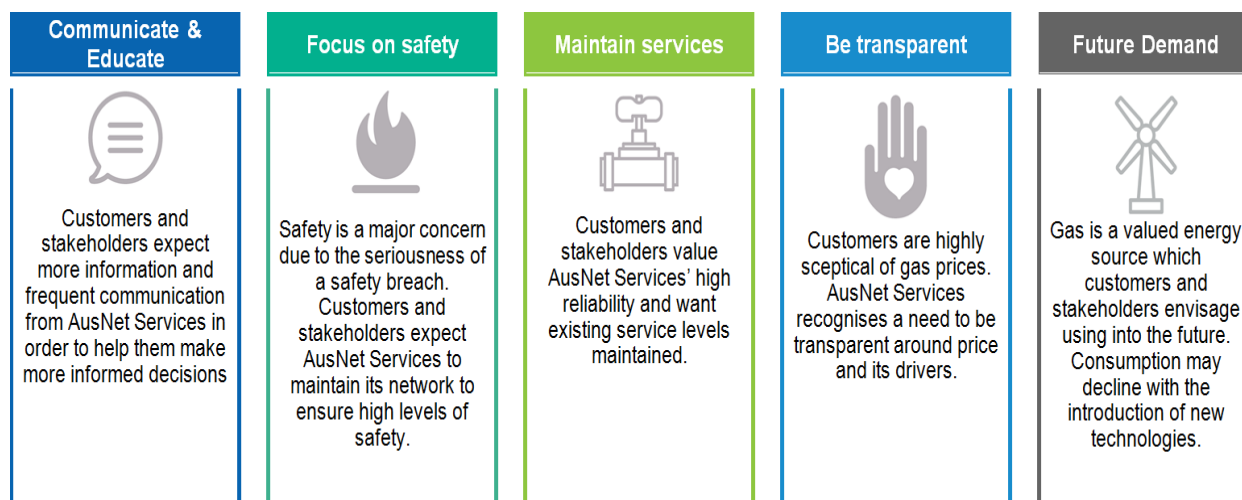 Communicate &
Educate
Customers and
stakeholders expect
more information and
frequent communication
from AusNet Services in
order to help them make
more informed decisions
Focus on safety
Safety is a major concern
due to the seriousness of
a safety breach.
Customers and
stakeholders expect
AusNet Services to
maintain its network to
ensure high levels of
safety.
Maintain services
Customers and
stakeholders value
AusNet Services’ high
reliability and want
existing service levels
maintained.
Be transparent
Customers are highly
sceptical of gas prices.
AusNet Services
recognises a need to be
transparent around price
and its drivers.
Future Demand
Gas is a valued energy
source which
customers and
stakeholders envisage
using into the future.
Consumption may
decline with the
introduction of new
technologies.